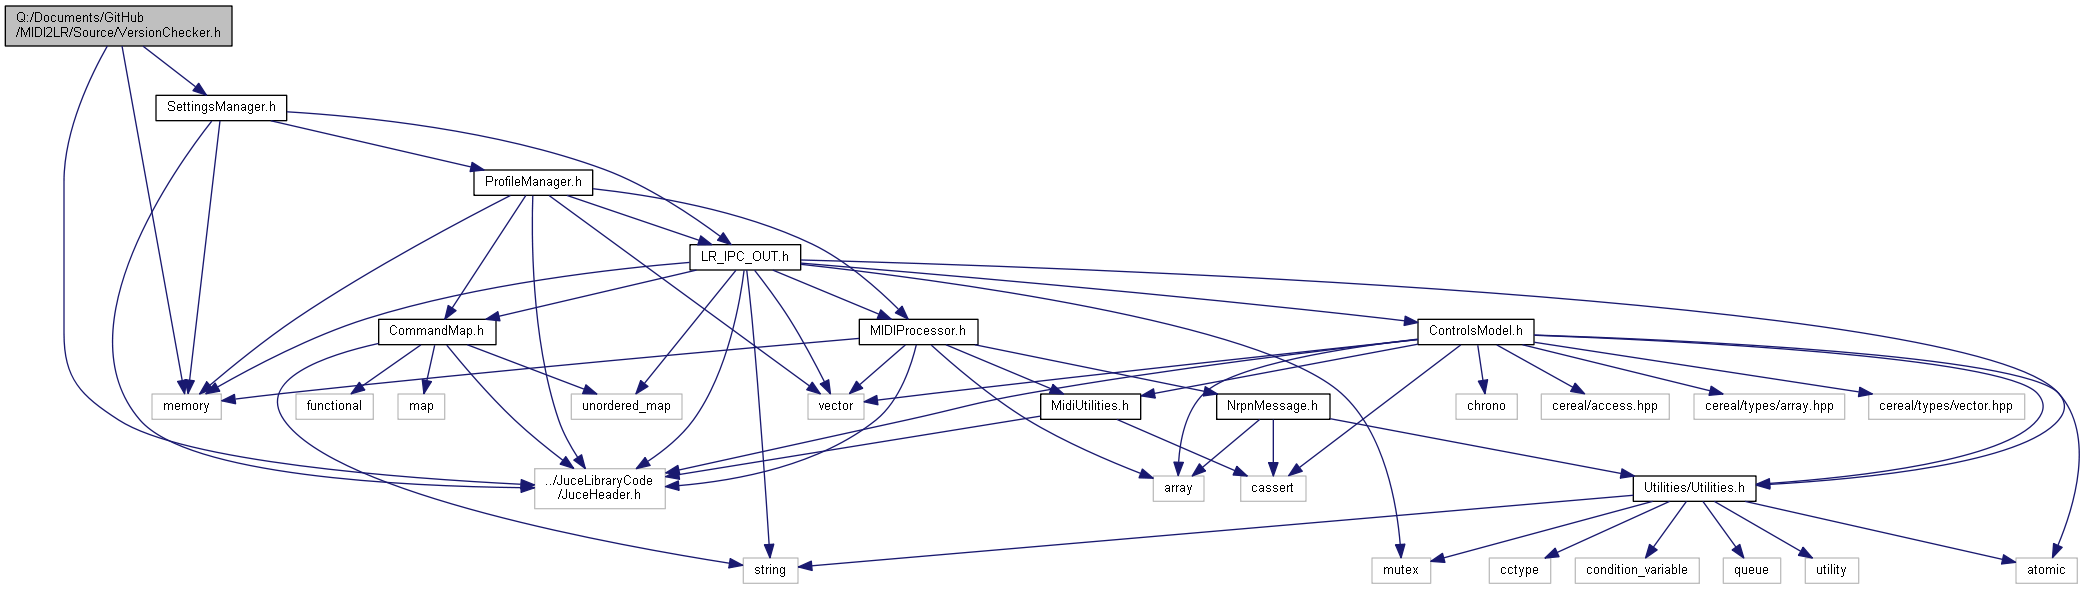 Q:/Documents/GitHub
/MIDI2LR/Source/VersionChecker.h
SettingsManager.h
ProfileManager.h
LR_IPC_OUT.h
CommandMap.h
MIDIProcessor.h
ControlsModel.h
memory
functional
map
unordered_map
vector
MidiUtilities.h
NrpnMessage.h
chrono
cereal/access.hpp
cereal/types/array.hpp
cereal/types/vector.hpp
../JuceLibraryCode
/JuceHeader.h
array
cassert
Utilities/Utilities.h
string
mutex
cctype
condition_variable
queue
utility
atomic